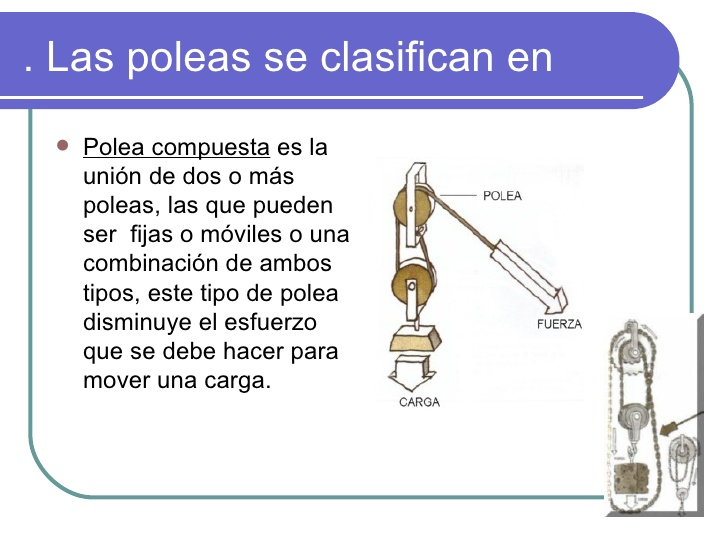 . Las poleas se clasifican en
Polea compuesta es la
unión de dos o más
poleas, las que pueden
ser  fijas o móviles o una
combinación de ambos
tipos, este tipo de polea
disminuye el esfuerzo
que se debe hacer para
mover una carga.
POLEA
FUERZA
CARGA